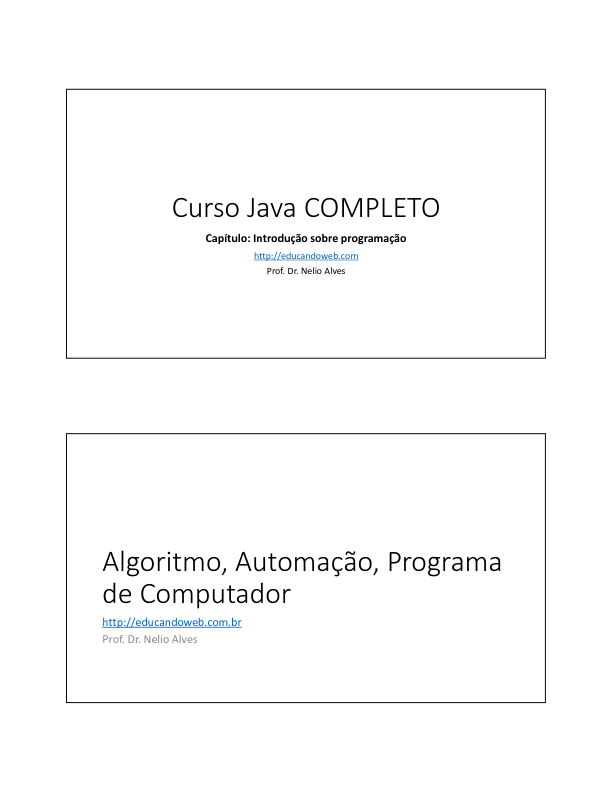 Curso Java COMPLETO
Capítulo: Introdução sobre programação
http://educandoweb.com
Prof. Dr. Nelio Alves
Algoritmo, Automação, Programa
de Computador
http://educandoweb.com.br
Prof. Dr. Nelio Alves